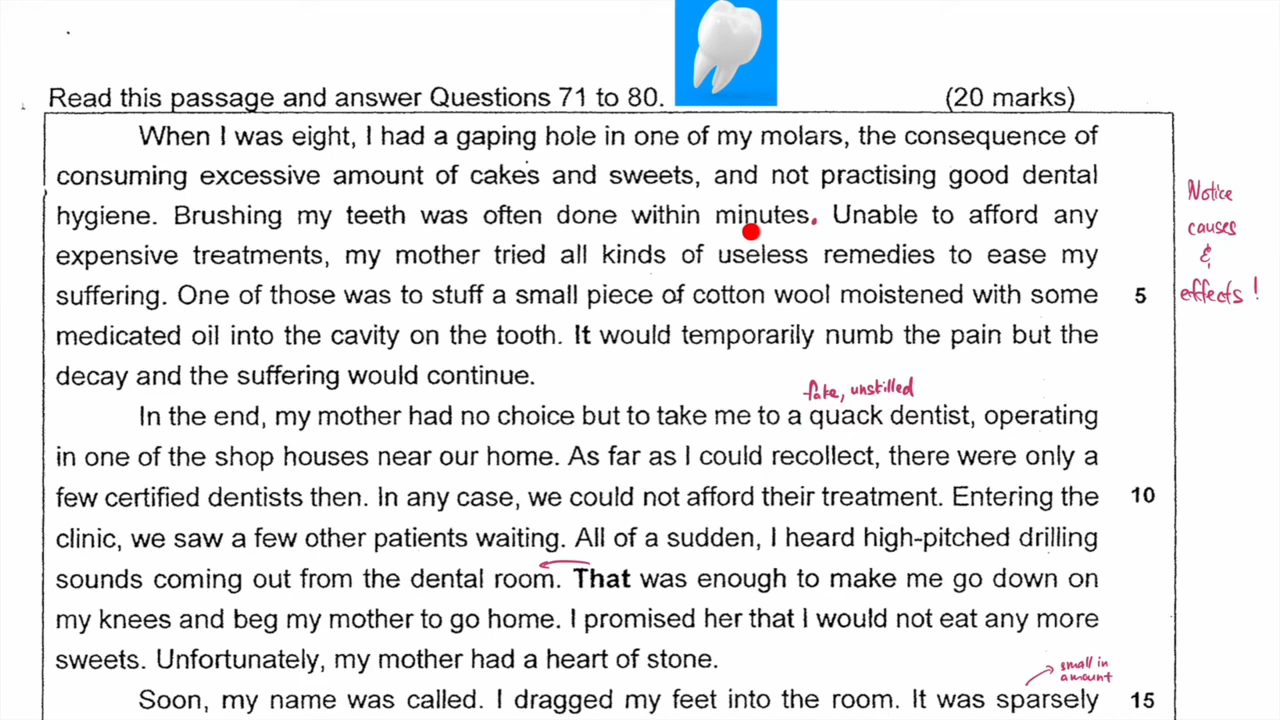 Read this passage and answer Questions 71 to 80. (20 marks)
When I was eight, I had a gaping hole in one of my molars, the consequence of
consuming excessive amount of cakes and sweets, and not practising good dental
hygiene. Brushing my teeth was often done within minutes. Unable to afford any
expensive treatments, my mother tried all kinds of useless remedies to ease my
suffering. One of those was to stuff a small piece of cotton wool moistened with some 5
medicated oil into the cavity on the tooth. It would temporarily numb the pain but the
decay and the suffering would continue.
Notice
causes
&
effects!
fake, unskilled
In the end, my mother had no choice but to take me to a quack dentist, operating
in one of the shop houses near our home. As far as I could recollect, there were only a
few certified dentists then. In any case, we could not afford their treatment. Entering the 10
clinic, we saw a few other patients waiting. All of a sudden, I heard high-pitched drilling
sounds coming out from the dental room. That was enough to make me go down on
my knees and beg my mother to go home. I promised her that I would not eat any more
sweets. Unfortunately, my mother had a heart of stone.
small in
amount
Soon, my name was called. I dragged my feet into the room. It was sparsely 15